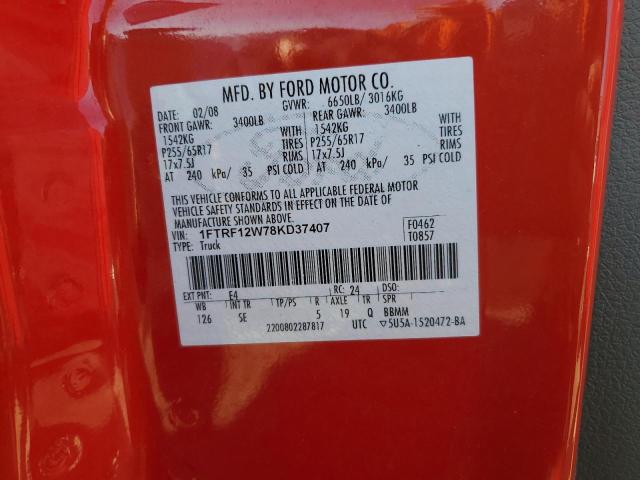 MFD. BY FORD MOTOR CO.
DATE: 02/08 GVWR: 6650LB/ 3016KG
FRONT GAWR: 3400LB REAR GAWR: 3400LB
1542KG WITH 1542KG WITH
P255/65R17 TIRES P255/65R17 TIRES
17x7.5J RIMS 17x7.5J RIMS
AT 240 kPa/ 35 PSI COLD AT 240 kPa/ 35 PSI COLD
THIS VEHICLE CONFORMS TO ALL APPLICABLE FEDERAL MOTOR
VEHICLE SAFETY STANDARDS IN EFFECT ON THE DATE OF
MANUFACTURE SHOWN ABOVE.
VIN: 1FTRF12W78KD37407 F0462
TYPE: Truck T0857
EXT PNT: E4 RC: 24 DSO:
WB INT TR TP/PS R AXLE TR SPR
126 SE 5 19 Q BBMM
2200802287817 UTC ▽5U5A-1520472-BA